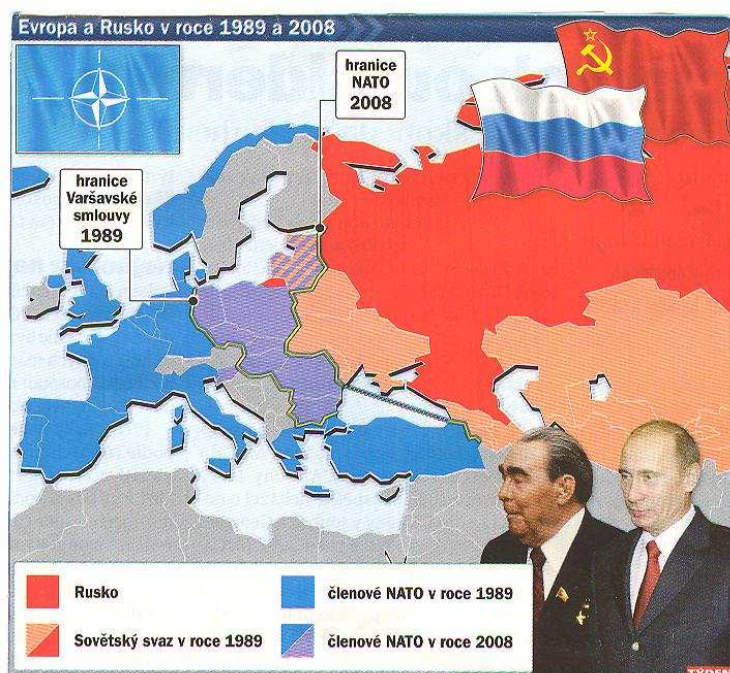 Evropa a Rusko v roce 1989 a 2008
hranice
NATO
2008
hranice
Varšavské
smlouvy
1989
Rusko
členové NATO v roce 1989
Sovětský svaz v roce 1989
členové NATO v roce 2008
TÝDEN